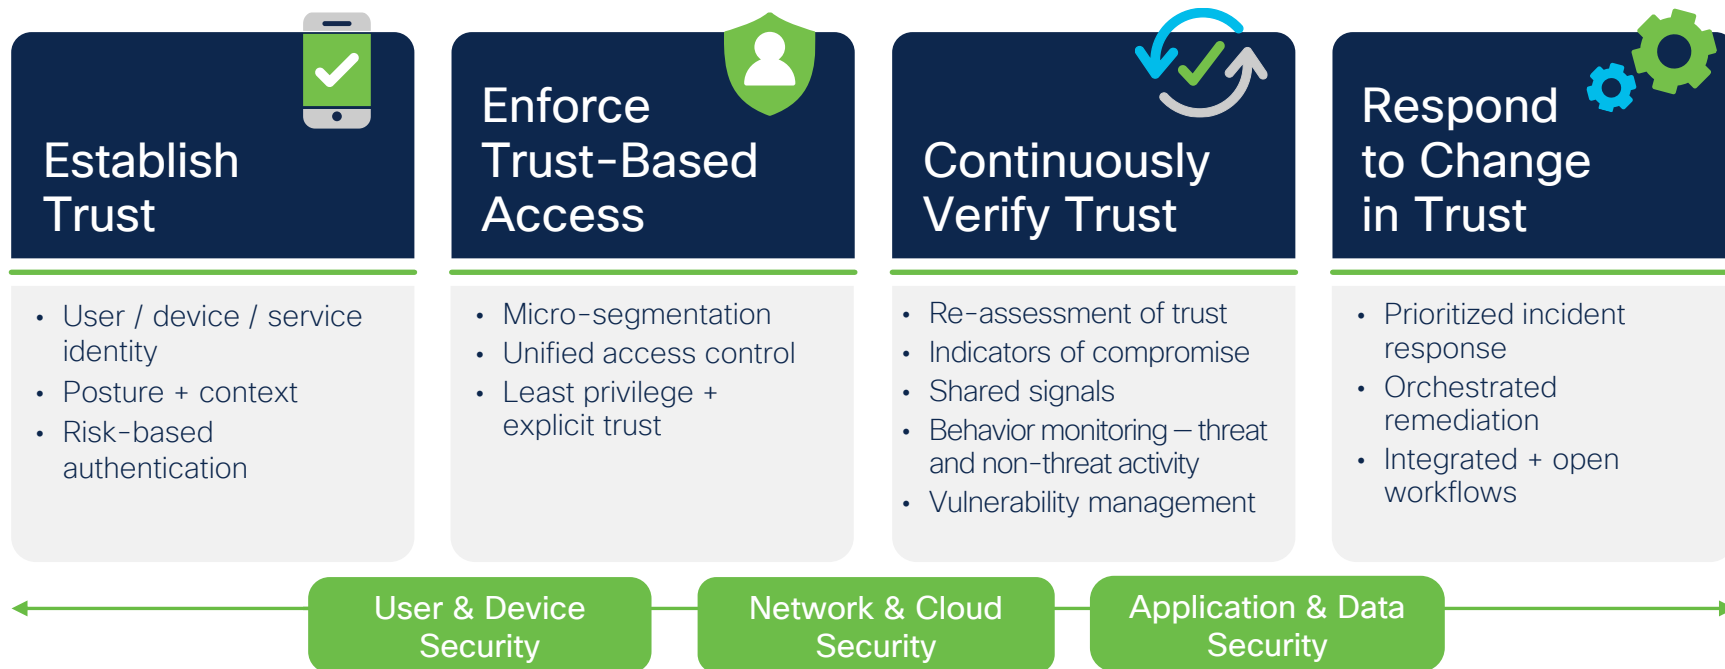 Establish
Trust
• User / device / service
identity
• Posture + context
• Risk-based
authentication
Enforce
Trust-Based
Access
• Micro-segmentation
• Unified access control
• Least privilege +
explicit trust
Continuously
Verify Trust
• Re-assessment of trust
• Indicators of compromise
• Shared signals
• Behavior monitoring – threat
and non-threat activity
• Vulnerability management
Respond
to Change
in Trust
• Prioritized incident
response
• Orchestrated
remediation
• Integrated + open
workflows
User & Device
Security
Network & Cloud
Security
Application & Data
Security